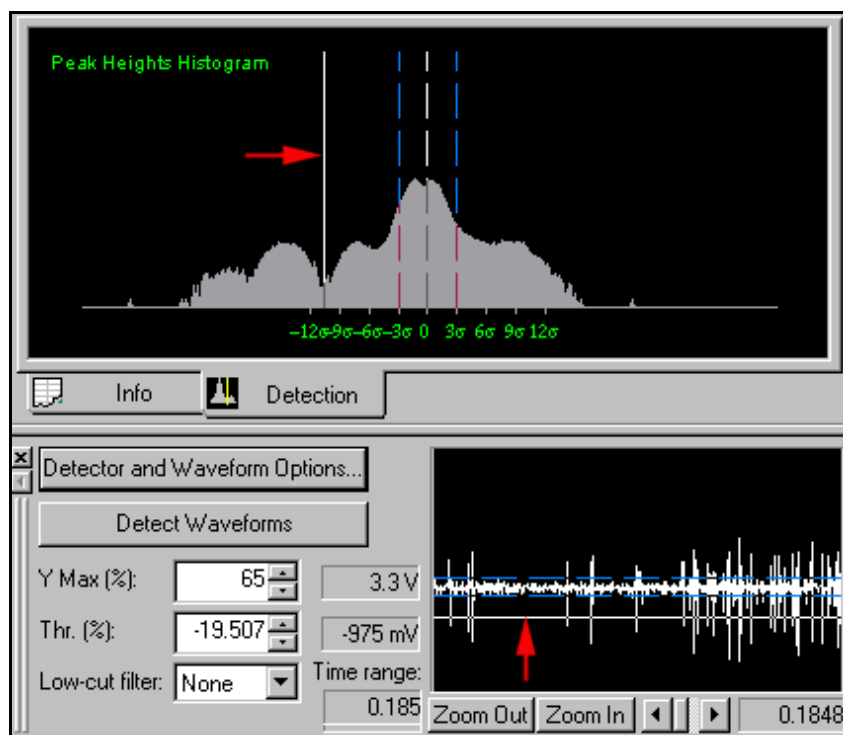 Peak Heights Histogram
-12σ -9σ -6σ -3σ 0 3σ 6σ 9σ 12σ
Info Detection
Detector and Waveform Options...
Detect Waveforms
Y Max (%): 65 3.3 V
Thr. (%): -19.507 -975 mV
Low-cut filter: None Time range:
0.185 Zoom Out Zoom In 0.1848